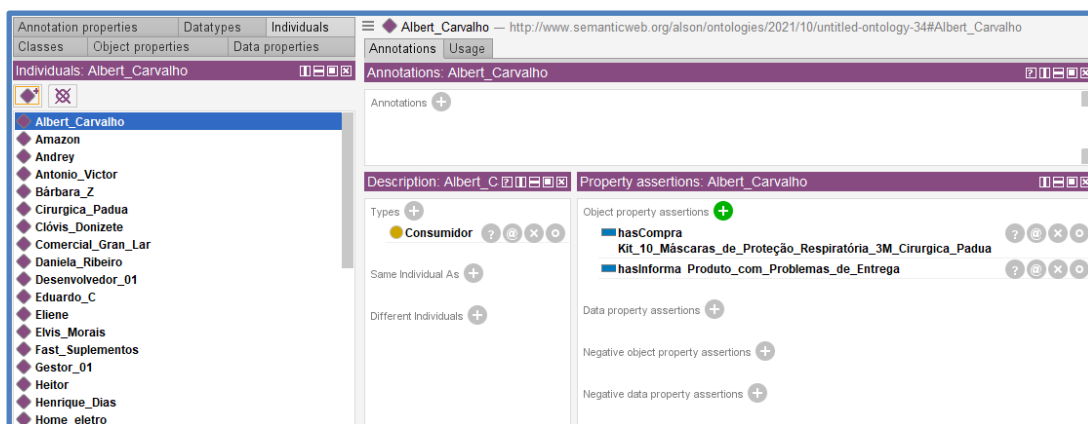 Annotation properties Datatypes Individuals
Classes Object properties Data properties
Individuals: Albert_Carvalho
Albert_Carvalho
Amazon
Andrey
Antonio_Victor
Bárbara_Z
Cirurgica_Padua
Clóvis_Donizete
Comercial_Gran_Lar
Daniela_Ribeiro
Desenvolvedor_01
Eduardo_C
Eliene
Elvis_Morais
Fast_Suplementos
Gestor_01
Heitor
Henrique_Dias
Home_eletro
Albert_Carvalho — http://www.semanticweb.org/alson/ontologies/2021/10/untitled-ontology-34#Albert_Carvalho
Annotations Usage
Annotations: Albert_Carvalho
Annotations
Description: Albert_C
Types
Consumidor
Same Individual As
Different Individuals
Property assertions: Albert_Carvalho
Object property assertions
hasCompra
Kit_10_Máscaras_de_Proteção_Respiratória_3M_Cirurgica_Padua
hasInforma Produto_com_Problemas_de_Entrega
Data property assertions
Negative object property assertions
Negative data property assertions